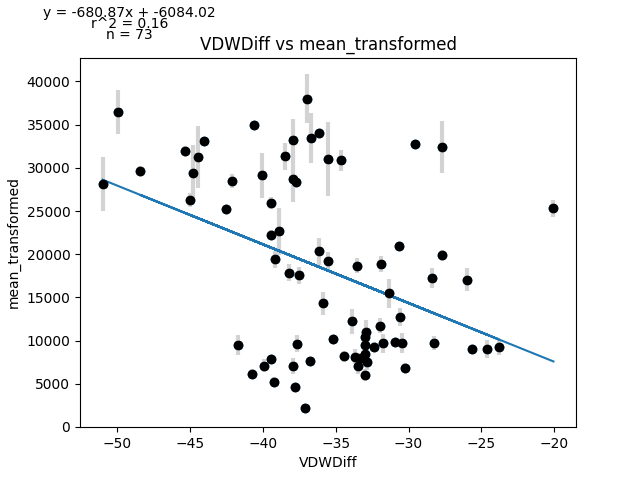 y = -680.87x + -6084.02
r^2 = 0.16
n = 73
VDWDiff vs mean_transformed
40000
35000
30000
25000
20000
15000
10000
5000
0
mean_transformed
−50 −45 −40 −35 −30 −25 −20
VDWDiff